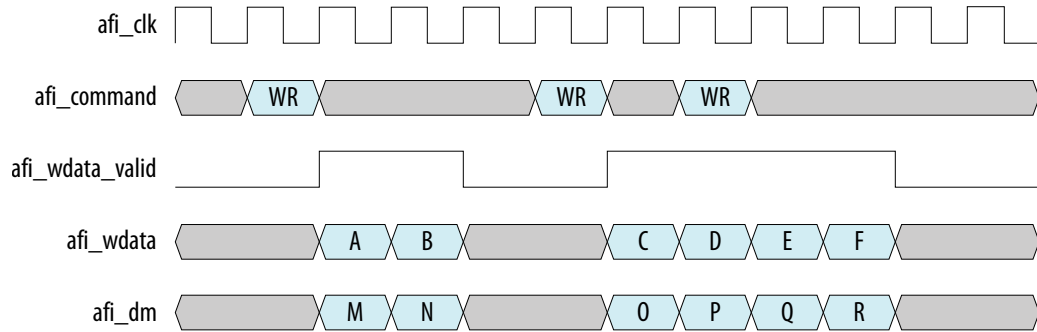 afi_clk
afi_command WR WR WR
afi_wdata_valid
afi_wdata A B C D E F
afi_dm M N O P Q R